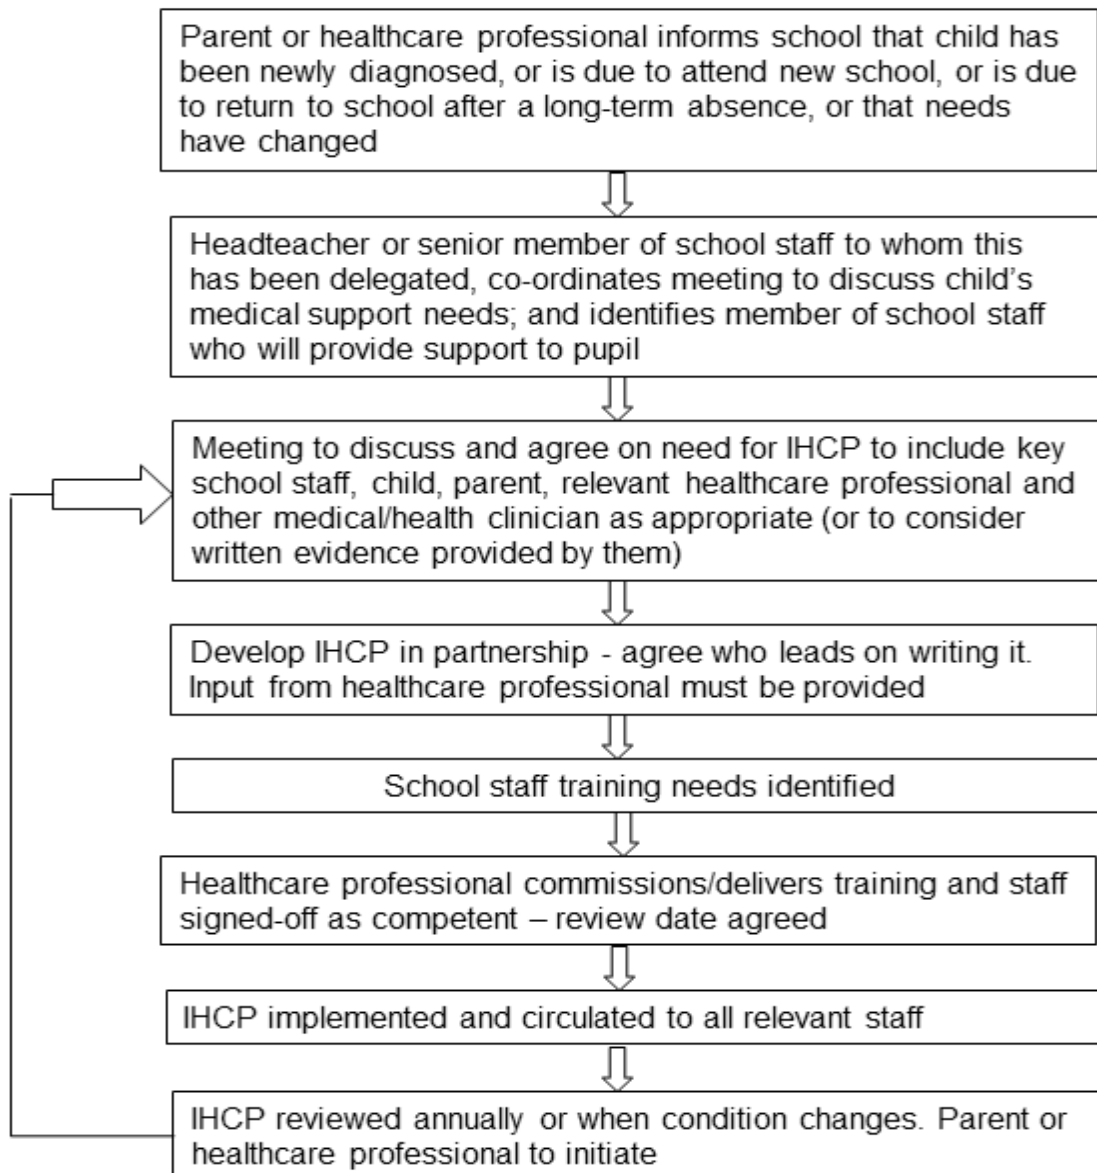 Parent or healthcare professional informs school that child has
been newly diagnosed, or is due to attend new school, or is due
to return to school after a long-term absence, or that needs
have changed
Headteacher or senior member of school staff to whom this
has been delegated, co-ordinates meeting to discuss child's
medical support needs; and identifies member of school staff
who will provide support to pupil
Meeting to discuss and agree on need for IHCP to include key
school staff, child, parent, relevant healthcare professional and
other medical/health clinician as appropriate (or to consider
written evidence provided by them)
Develop IHCP in partnership - agree who leads on writing it.
Input from healthcare professional must be provided
School staff training needs identified
Healthcare professional commissions/delivers training and staff
signed-off as competent – review date agreed
IHCP implemented and circulated to all relevant staff
IHCP reviewed annually or when condition changes. Parent or
healthcare professional to initiate